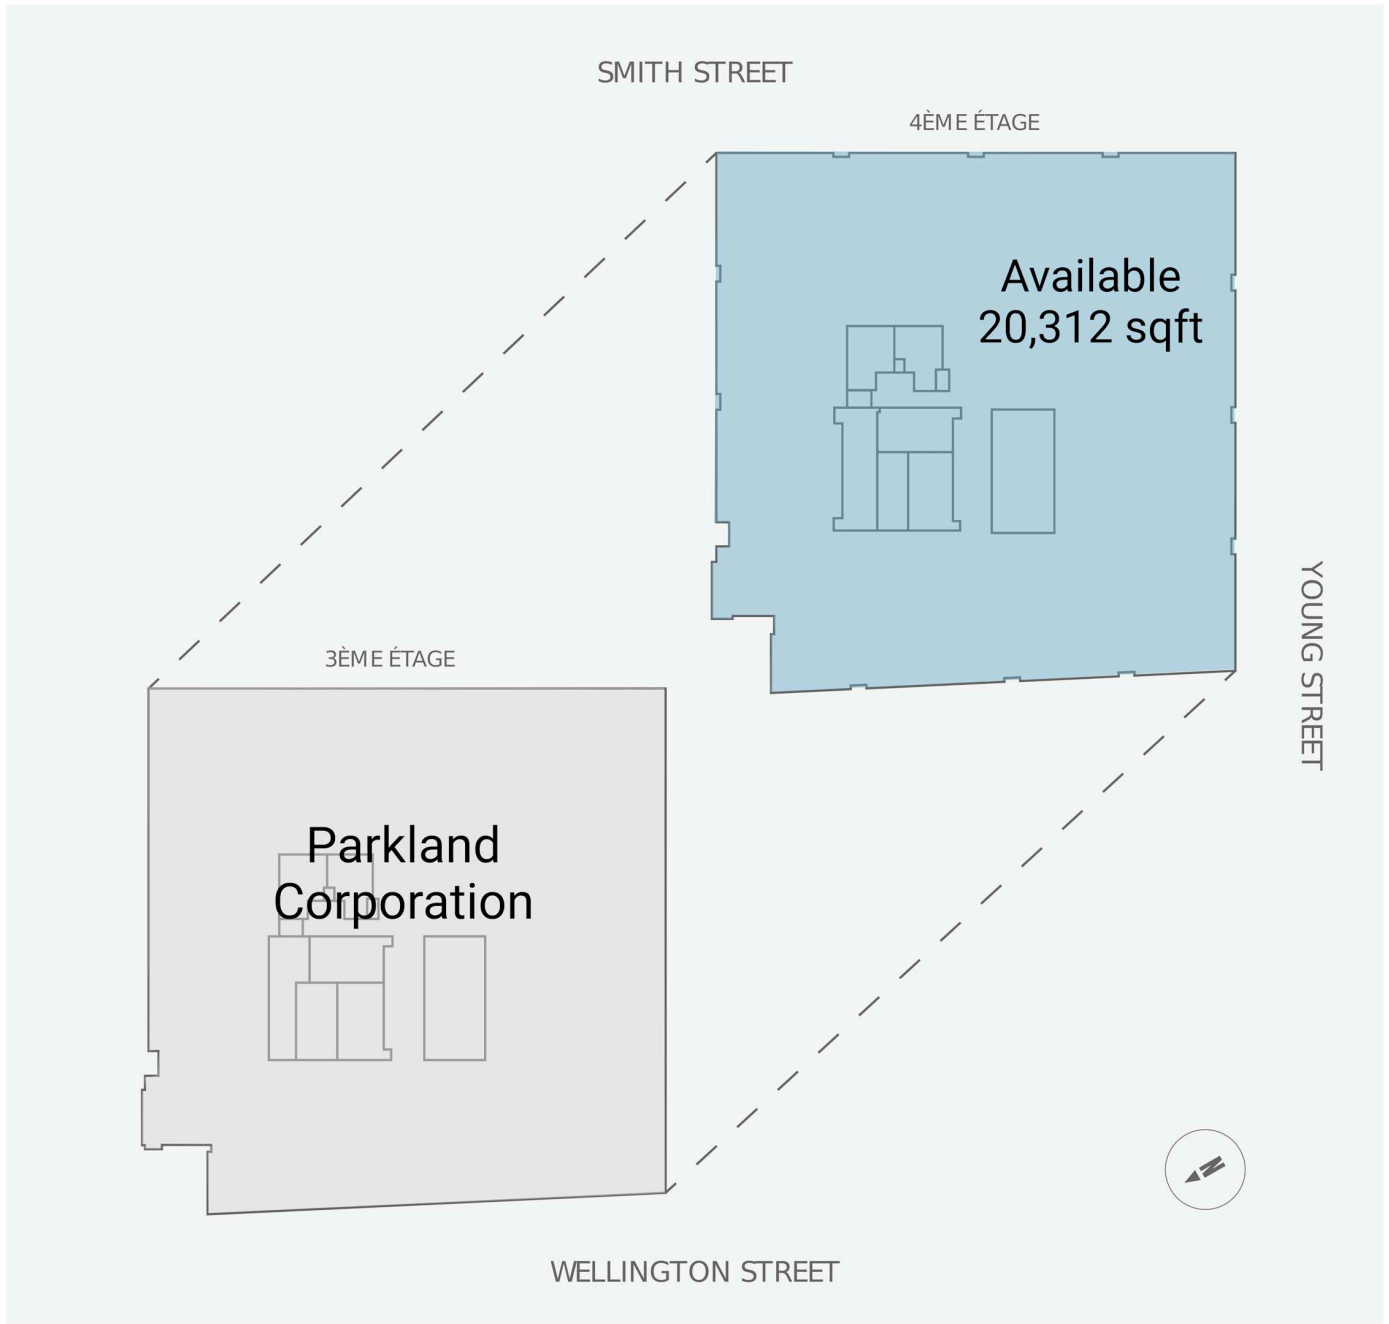 SMITH STREET
4ÈME ÉTAGE
Available
20,312 sqft
YOUNG STREET
3ÈME ÉTAGE
Parkland
Corporation
N
WELLINGTON STREET